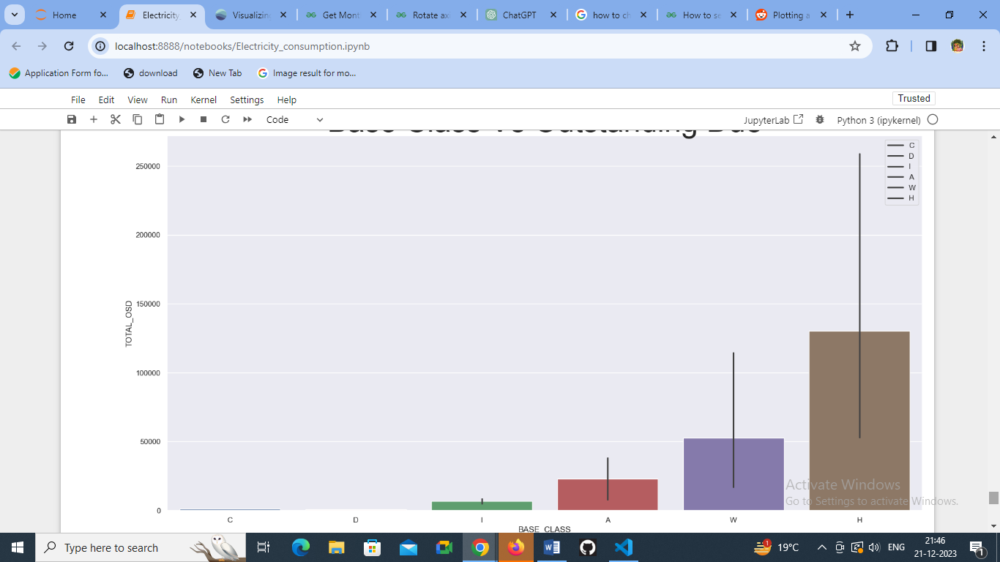 Home
Electricity
Visualizin
Get Mont
Rotate ax
ChatGPT
how to ch
How to se
Plotting a
localhost:8888/notebooks/Electricity_consumption.ipynb
Application Form fo...
download
New Tab
Image result for mo...
File Edit View Run Kernel Settings Help
Trusted
Code
JupyterLab
Python 3 (ipykernel)
Base Class Vs Outstanding Due
C
D
I
A
W
H
250000
200000
150000
100000
50000
0
TOTAL_OSD
C D I A W H
BASE_CLASS
Activate Windows
Go to Settings to activate Windows.
Type here to search
1
19°C
ENG
21:46
21-12-2023
1